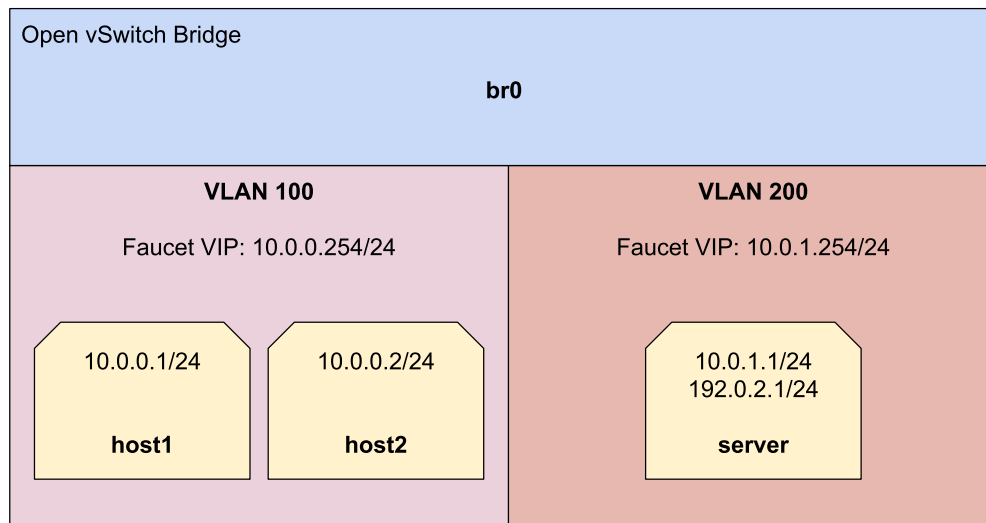 Open vSwitch Bridge
br0
VLAN 100
Faucet VIP: 10.0.0.254/24
10.0.0.1/24
host1
10.0.0.2/24
host2
VLAN 200
Faucet VIP: 10.0.1.254/24
10.0.1.1/24
192.0.2.1/24
server